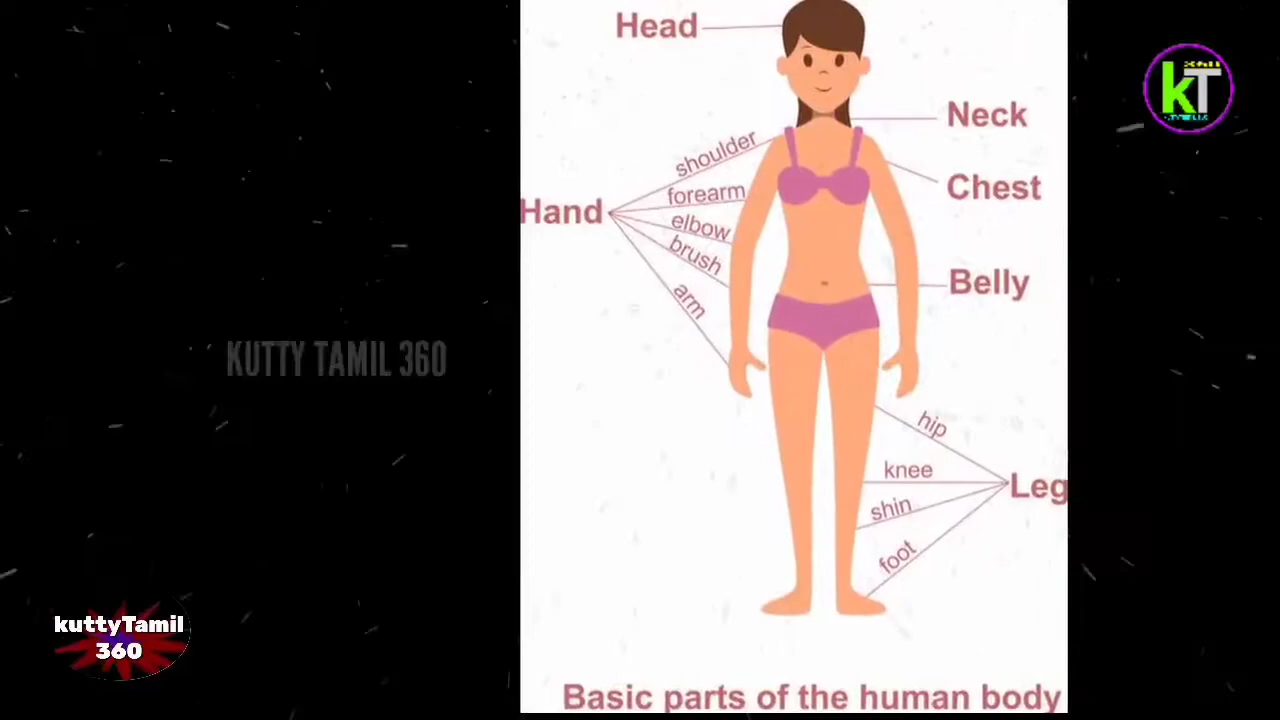 Head
Neck
shoulder
Chest
forearm
Hand
elbow
brush
Belly
arm
KUTTY TAMIL 360
hip
knee
Leg
shin
foot
kuttyTamil
360
Basic parts of the human body
kT